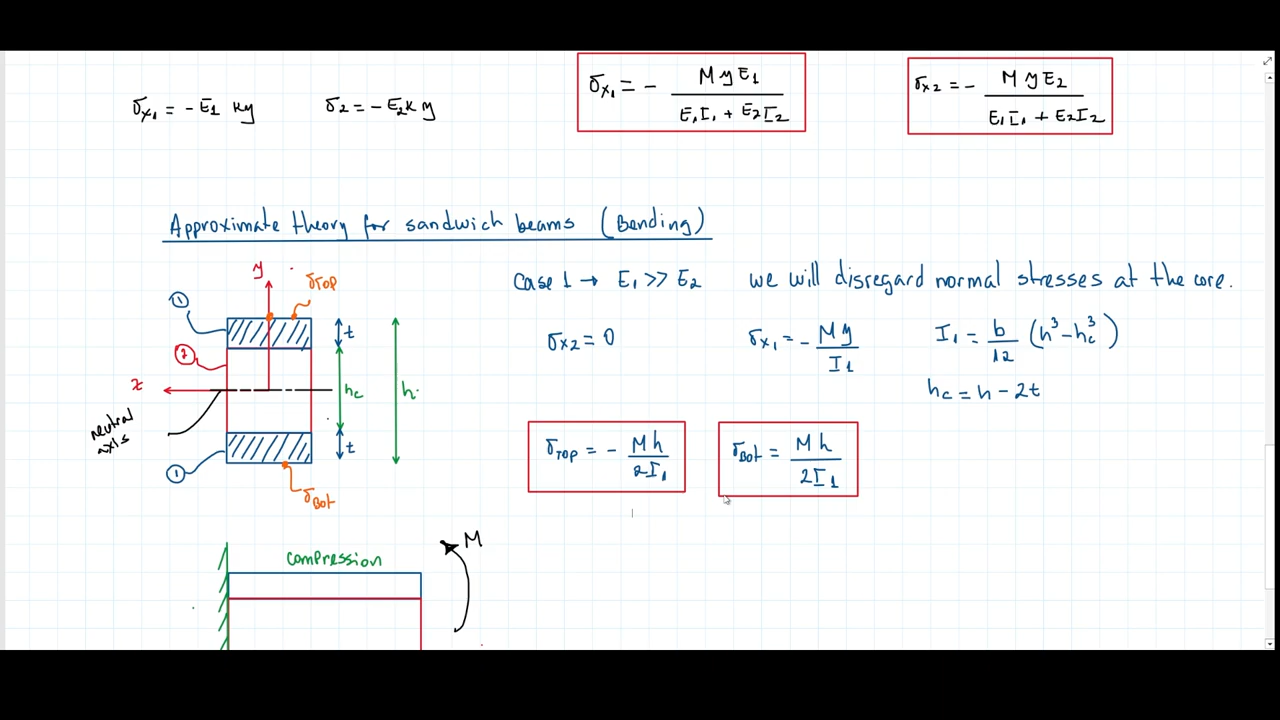 σx₁ = - E1 κy
σ2 = - E2 κ y
σx₁ = - M y E1 / E1I1 + E2I2
σx2 = - M y E2 / E1I1 + E2I2
Approximate theory for sandwich beams (Bending)
Case 1 → E1 >> E2 we will disregard normal stresses at the core.
σx2 = 0
σx₁ = - My / I1
I1 = b/12 (h³ - hc³)
hc = h - 2t
σTOP = - Mh / 2I1
σBot = Mh / 2I1
y
σTOP
1
t
2
z
hc
h
neutral
axis
t
1
σBot
compression
M